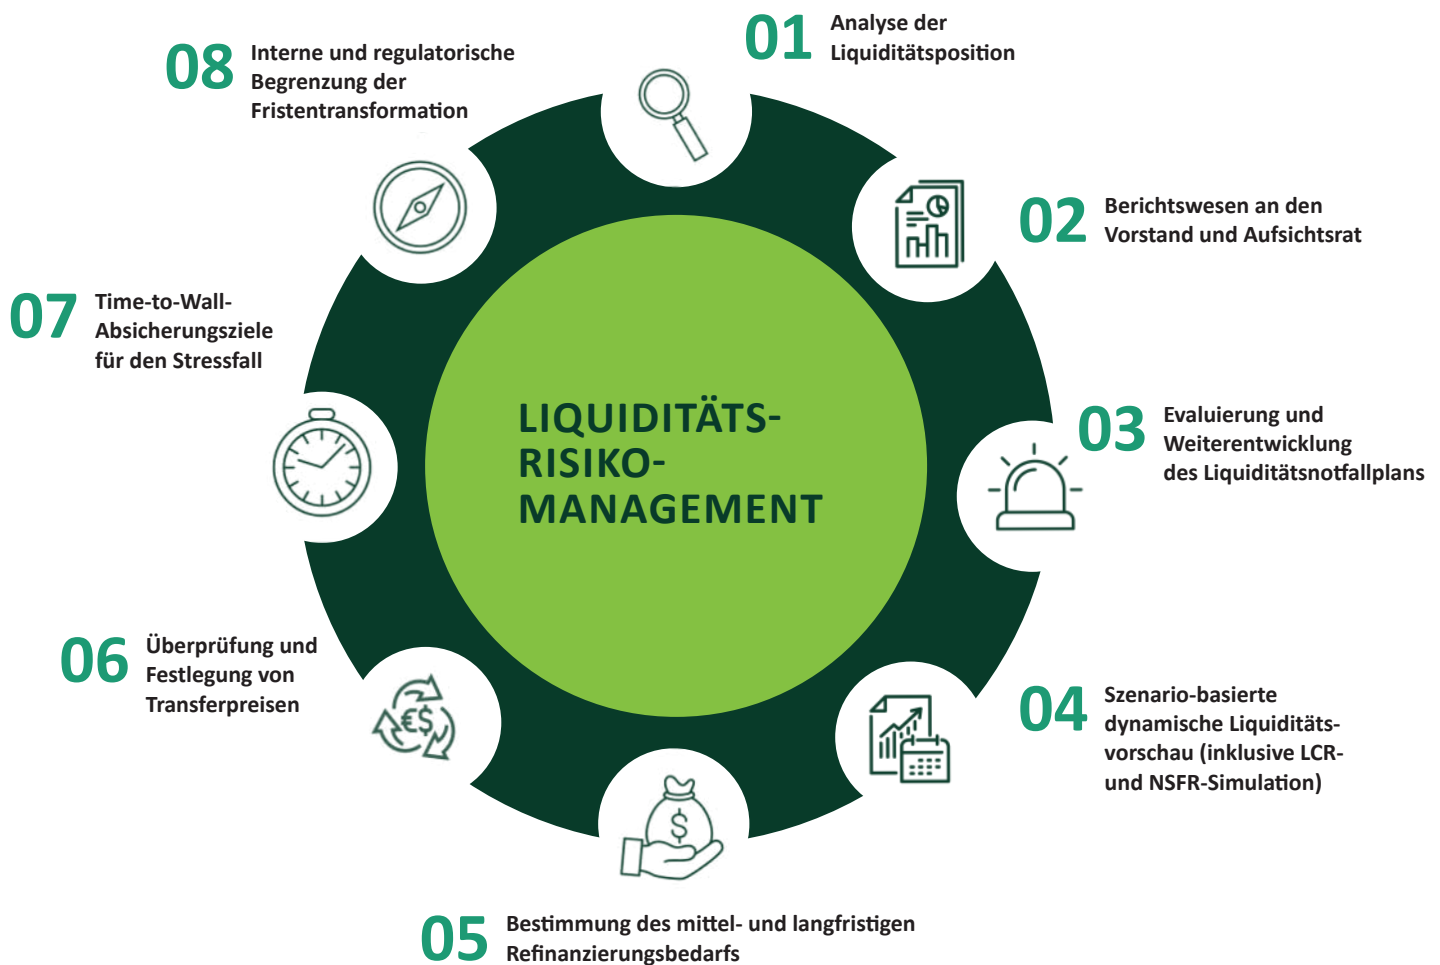 01
Analyse der
Liquiditätsposition
02
Berichtswesen an den
Vorstand und Aufsichtsrat
03
Evaluierung und
Weiterentwicklung
des Liquiditätsnotfallplans
04
Szenario-basierte
dynamische Liquiditäts-
vorschau (inklusive LCR-
und NSFR-Simulation)
05
Bestimmung des mittel- und langfristigen
Refinanzierungsbedarfs
06
Überprüfung und
Festlegung von
Transferpreisen
07
Time-to-Wall-
Absicherungsziele
für den Stressfall
08
Interne und regulatorische
Begrenzung der
Fristentransformation
LIQUIDITÄTS-
RISIKO-
MANAGEMENT
€$
$